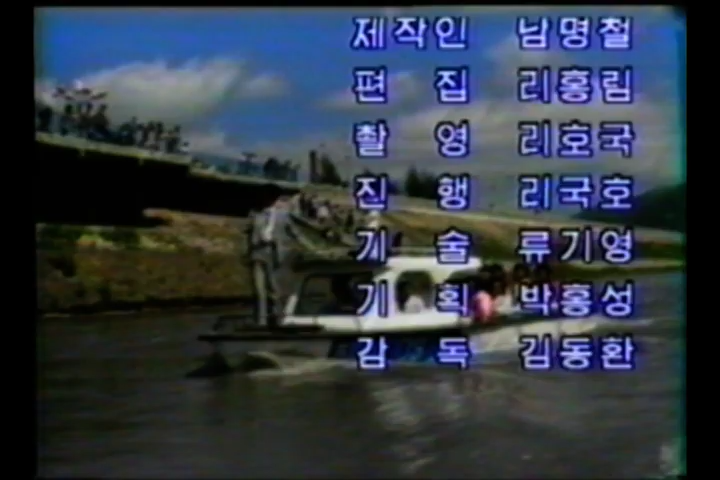 제작인 남명철
편 집 리홍림
촬 영 리호국
진 행 리국호
기 술 류기영
기 획 박홍성
감 독 김동환